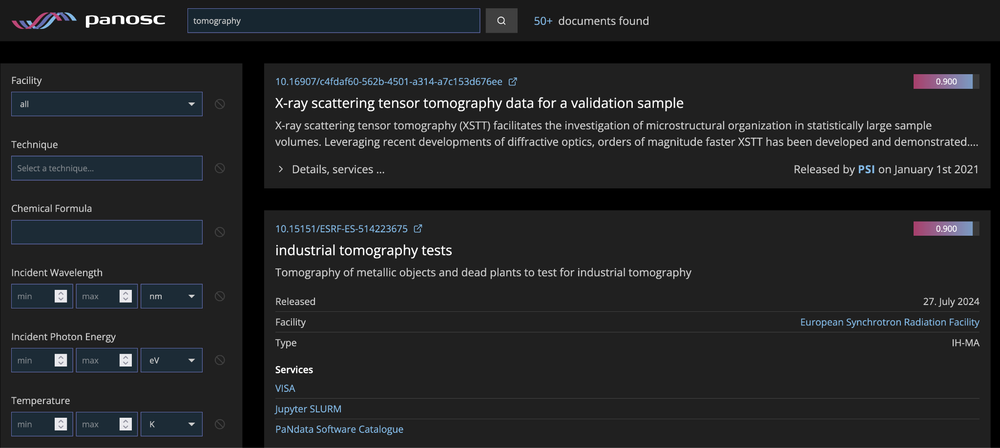 panosc
tomography
50+ documents found
Facility
all
Technique
Select a technique...
Chemical Formula
Incident Wavelength
min max nm
Incident Photon Energy
min max eV
Temperature
min max K
10.16907/c4fdaf60-562b-4501-a314-a7c153d676ee 0.900
X-ray scattering tensor tomography data for a validation sample
X-ray scattering tensor tomography (XSTT) facilitates the investigation of microstructural organization in statistically large sample
volumes. Leveraging recent developments of diffractive optics, orders of magnitude faster XSTT has been developed and demonstrated....
Details, services ... Released by PSI on January 1st 2021
10.15151/ESRF-ES-514223675 0.900
industrial tomography tests
Tomography of metallic objects and dead plants to test for industrial tomography
Released 27. July 2024
Facility European Synchrotron Radiation Facility
Type IH-MA
Services
VISA
Jupyter SLURM
PaNdata Software Catalogue